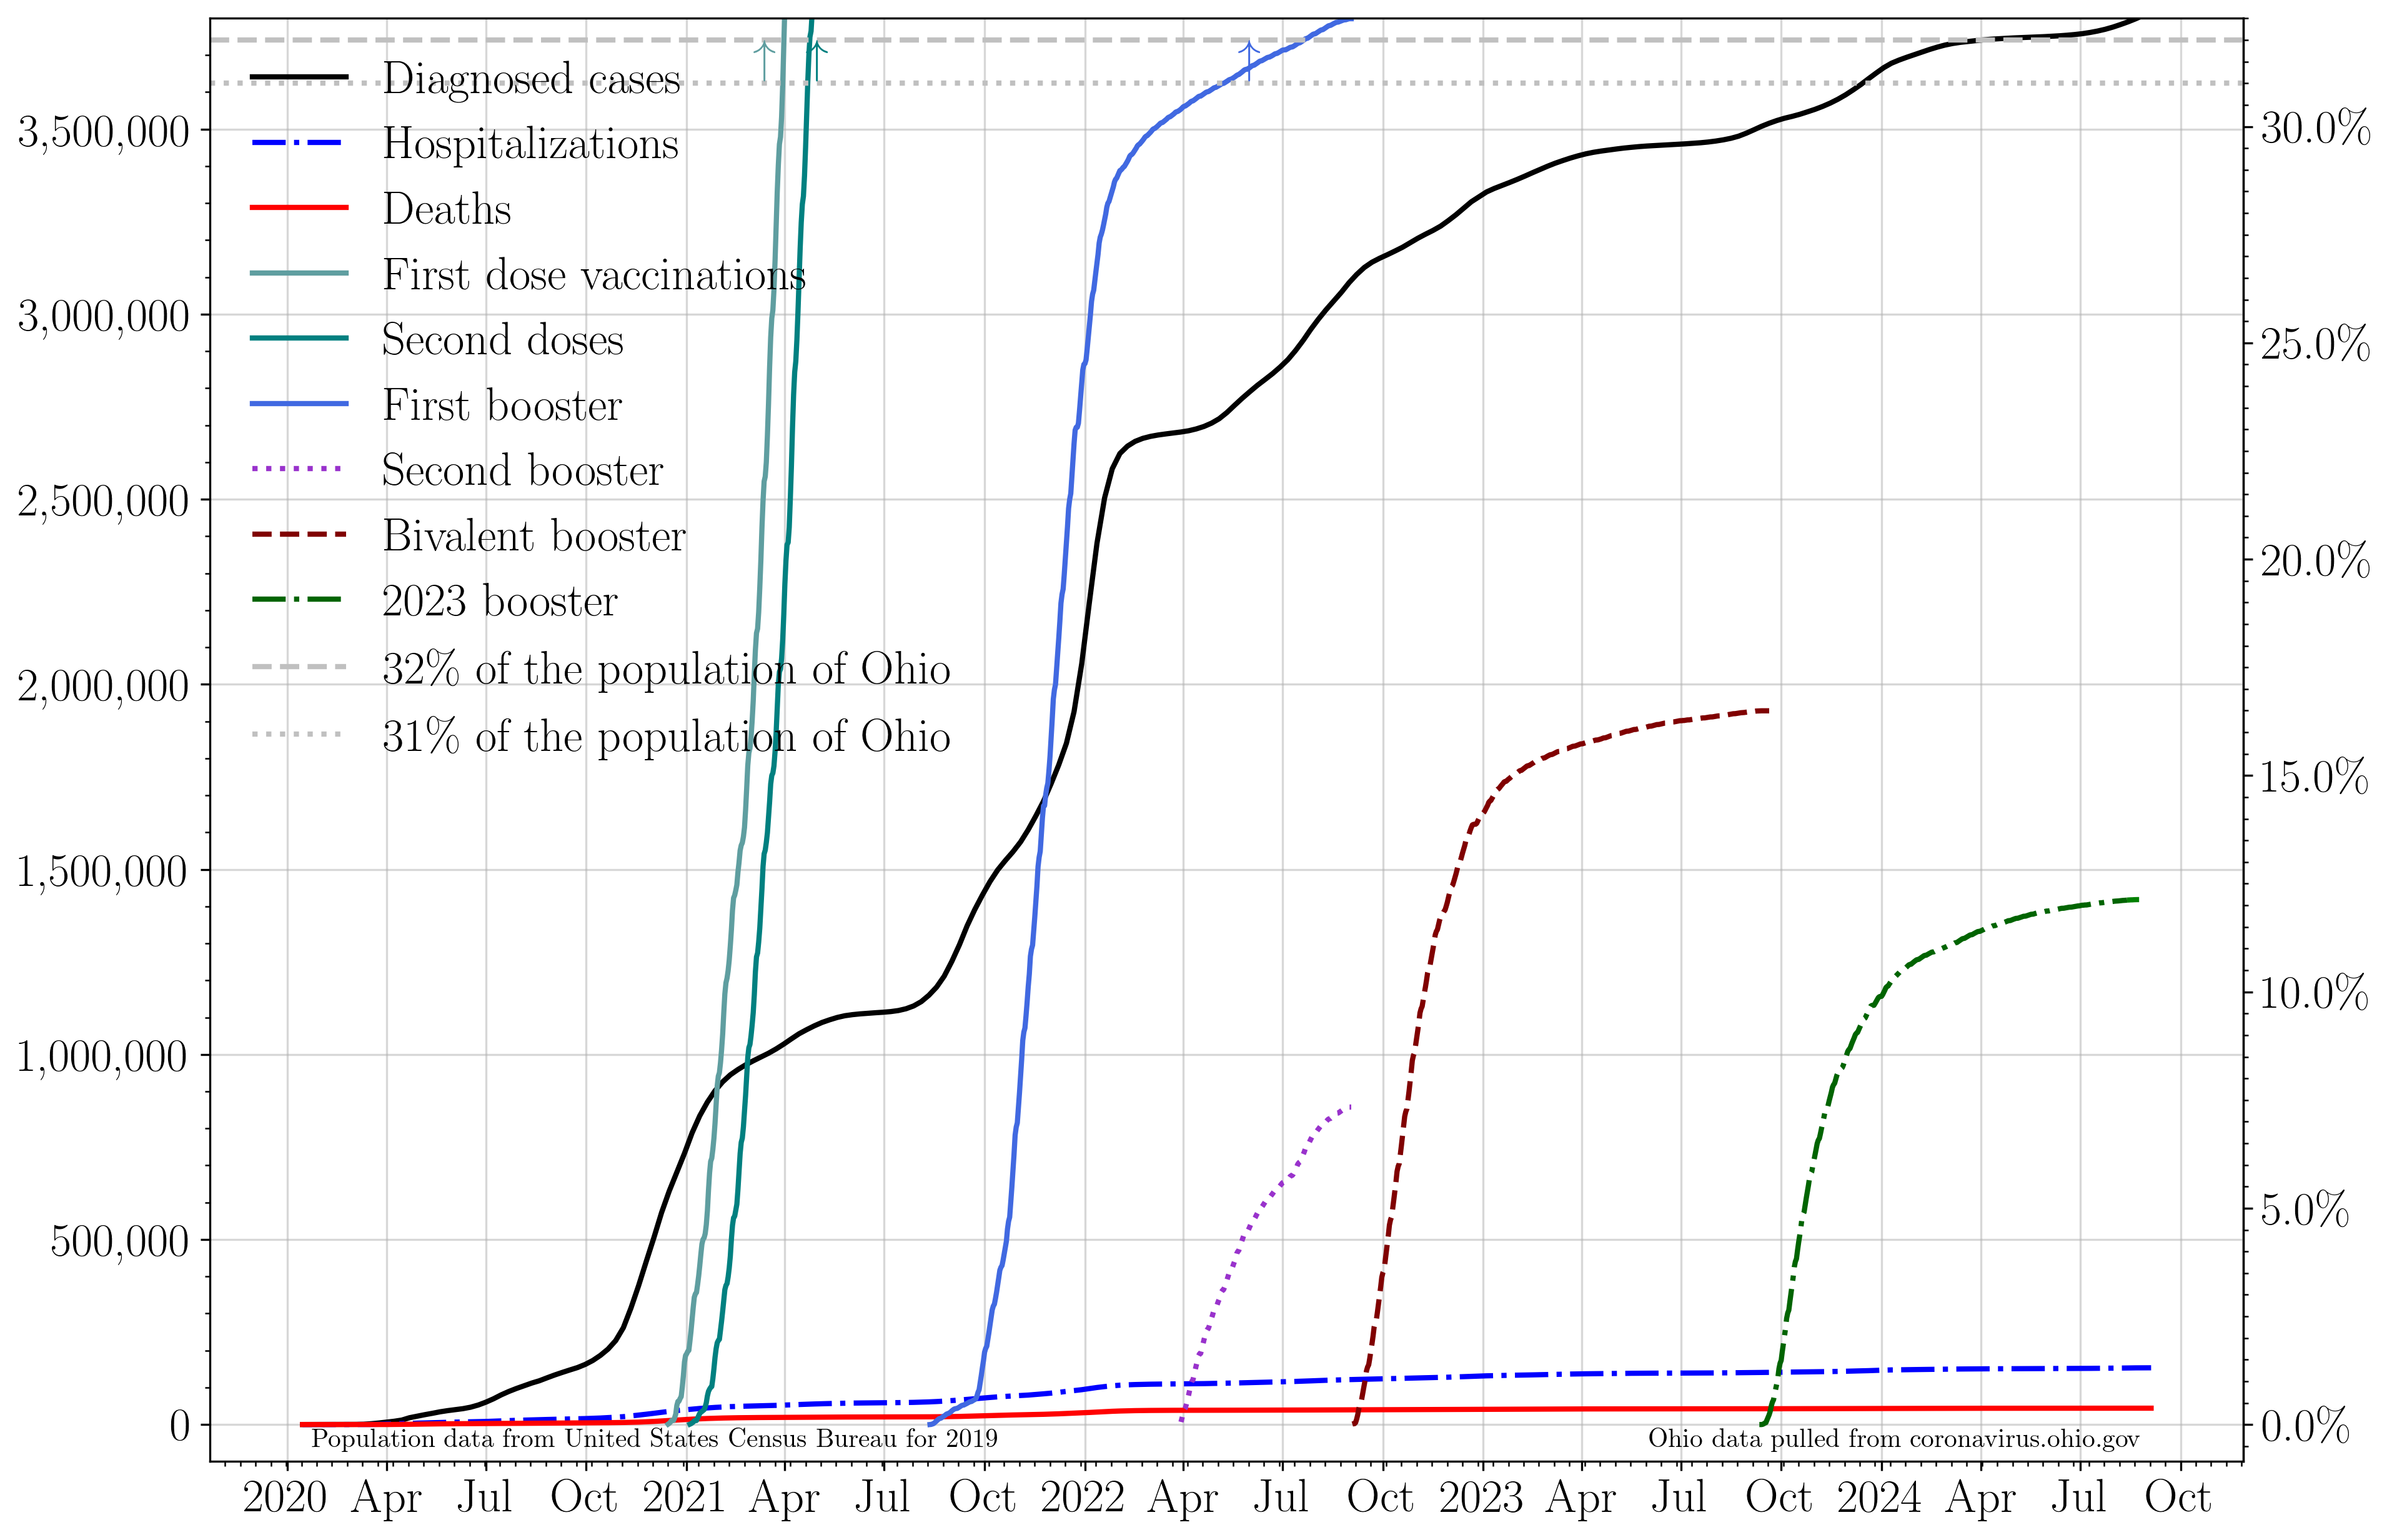 Diagnosed cases
Hospitalizations
Deaths
First dose vaccinations
Second doses
First booster
Second booster
Bivalent booster
2023 booster
32% of the population of Ohio
31% of the population of Ohio
3,500,000
3,000,000
2,500,000
2,000,000
1,500,000
1,000,000
500,000
0
30.0%
25.0%
20.0%
15.0%
10.0%
5.0%
0.0%
Population data from United States Census Bureau for 2019
Ohio data pulled from coronavirus.ohio.gov
2020 Apr Jul Oct 2021 Apr Jul Oct 2022 Apr Jul Oct 2023 Apr Jul Oct 2024 Apr Jul Oct